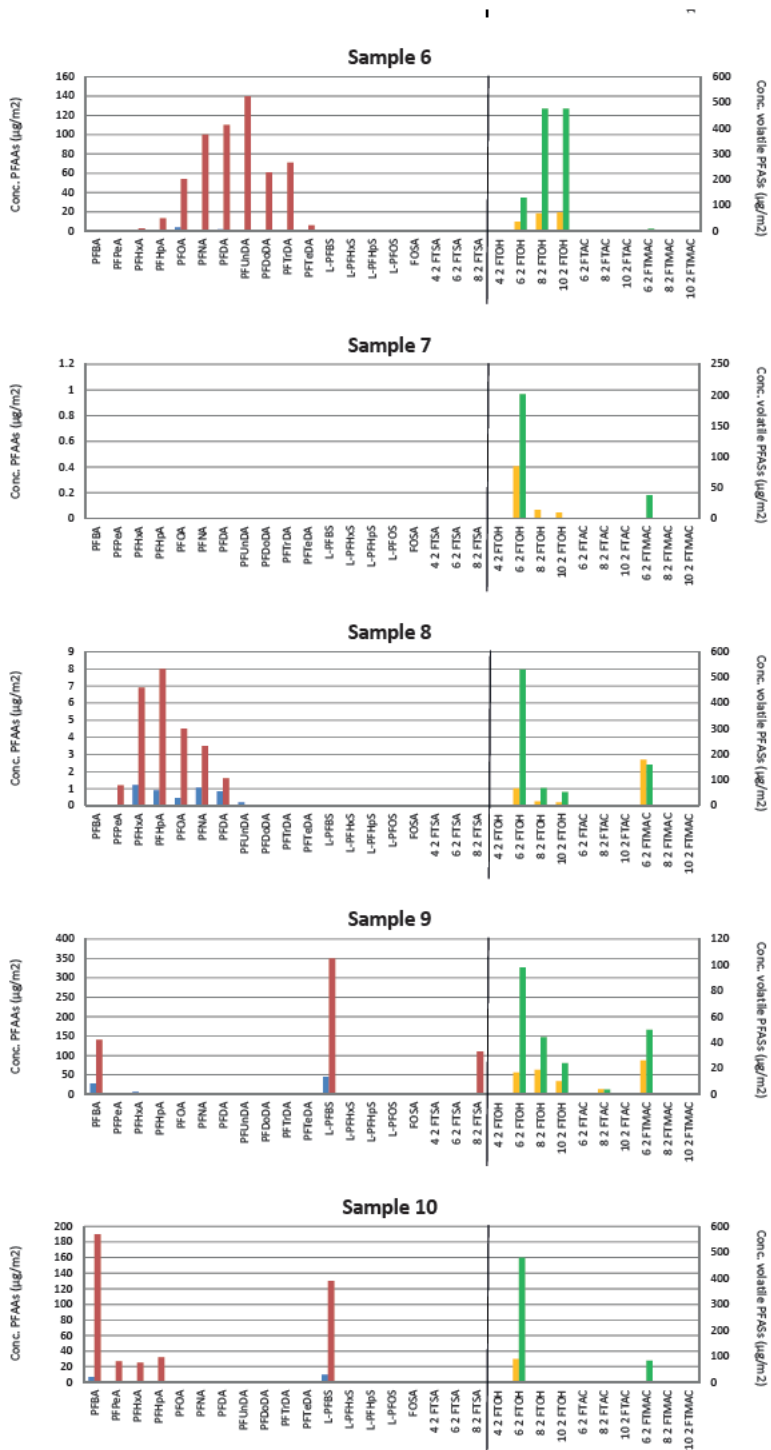 1
Sample 6
Conc. PFAAs (µg/m2)
160
140
120
100
80
60
40
20
0
600
500
400
300
200
100
0
Conc. volatile PFASs (µg/m2)
PFBA
PFPeA
PFHxA
PFHpA
PFOA
PFNA
PFDA
PFUnDA
PFDoDA
PFTrDA
PFTeDA
L-PFBS
L-PFHxS
L-PFHpS
L-PFOS
FOSA
4 2 FTSA
6 2 FTSA
8 2 FTSA
4 2 FTOH
6 2 FTOH
8 2 FTOH
10 2 FTOH
6 2 FTAC
8 2 FTAC
10 2 FTAC
6 2 FTMAC
8 2 FTMAC
10 2 FTMAC
Sample 7
Conc. PFAAs (µg/m2)
1.2
1
0.8
0.6
0.4
0.2
0
250
200
150
100
50
0
Conc. volatile PFASs (µg/m2)
PFBA
PFPeA
PFHxA
PFHpA
PFOA
PFNA
PFDA
PFUnDA
PFDoDA
PFTrDA
PFTeDA
L-PFBS
L-PFHxS
L-PFHpS
L-PFOS
FOSA
4 2 FTSA
6 2 FTSA
8 2 FTSA
4 2 FTOH
6 2 FTOH
8 2 FTOH
10 2 FTOH
6 2 FTAC
8 2 FTAC
10 2 FTAC
6 2 FTMAC
8 2 FTMAC
10 2 FTMAC
Sample 8
Conc. PFAAs (µg/m2)
9
8
7
6
5
4
3
2
1
0
600
500
400
300
200
100
0
Conc. volatile PFASs (µg/m2)
PFBA
PFPeA
PFHxA
PFHpA
PFOA
PFNA
PFDA
PFUnDA
PFDoDA
PFTrDA
PFTeDA
L-PFBS
L-PFHxS
L-PFHpS
L-PFOS
FOSA
4 2 FTSA
6 2 FTSA
8 2 FTSA
4 2 FTOH
6 2 FTOH
8 2 FTOH
10 2 FTOH
6 2 FTAC
8 2 FTAC
10 2 FTAC
6 2 FTMAC
8 2 FTMAC
10 2 FTMAC
Sample 9
Conc. PFAAs (µg/m2)
400
350
300
250
200
150
100
50
0
120
100
80
60
40
20
0
Conc. volatile PFASs (µg/m2)
PFBA
PFPeA
PFHxA
PFHpA
PFOA
PFNA
PFDA
PFUnDA
PFDoDA
PFTrDA
PFTeDA
L-PFBS
L-PFHxS
L-PFHpS
L-PFOS
FOSA
4 2 FTSA
6 2 FTSA
8 2 FTSA
4 2 FTOH
6 2 FTOH
8 2 FTOH
10 2 FTOH
6 2 FTAC
8 2 FTAC
10 2 FTAC
6 2 FTMAC
8 2 FTMAC
10 2 FTMAC
Sample 10
Conc. PFAAs (µg/m2)
200
180
160
140
120
100
80
60
40
20
0
600
500
400
300
200
100
0
Conc. volatile PFASs (µg/m2)
PFBA
PFPeA
PFHxA
PFHpA
PFOA
PFNA
PFDA
PFUnDA
PFDoDA
PFTrDA
PFTeDA
L-PFBS
L-PFHxS
L-PFHpS
L-PFOS
FOSA
4 2 FTSA
6 2 FTSA
8 2 FTSA
4 2 FTOH
6 2 FTOH
8 2 FTOH
10 2 FTOH
6 2 FTAC
8 2 FTAC
10 2 FTAC
6 2 FTMAC
8 2 FTMAC
10 2 FTMAC